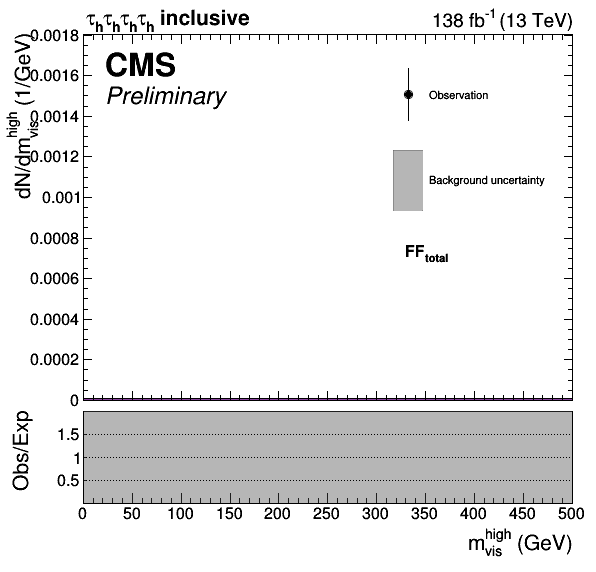 τhτhτhτh inclusive 138 fb-1 (13 TeV)
CMS
Preliminary
Observation
Background uncertainty
FFtotal
dN/dmvishigh (1/GeV)
0.0018
0.0016
0.0014
0.0012
0.001
0.0008
0.0006
0.0004
0.0002
0
Obs/Exp
1.5
1
0.5
0 50 100 150 200 250 300 350 400 450 500
mvishigh (GeV)